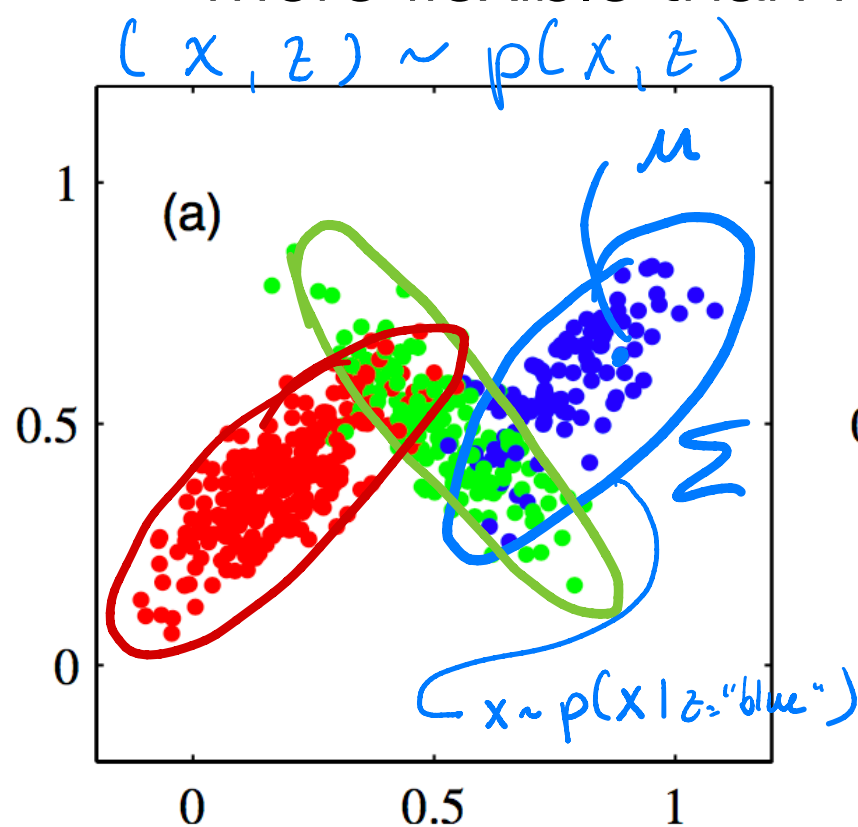 (x, z) ~ p(x, z)
μ
1
(a)
0.5
Σ
0
x ~ p(x | z="blue")
0
0.5
1